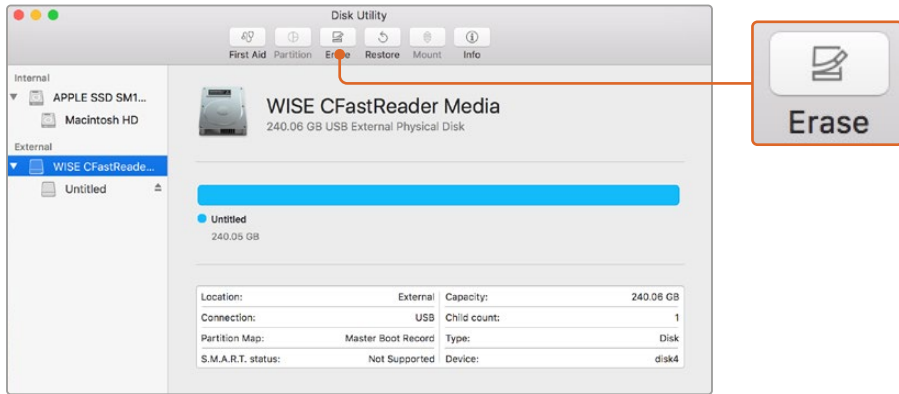 Disk Utility
First Aid Partition Erase Restore Mount Info
Erase
Internal
APPLE SSD SM1...
Macintosh HD
External
WISE CFastReade...
Untitled
WISE CFastReader Media
240.06 GB USB External Physical Disk
Untitled
240.05 GB
Location: External Capacity: 240.06 GB
Connection: USB Child count: 1
Partition Map: Master Boot Record Type: Disk
S.M.A.R.T. status: Not Supported Device: disk4